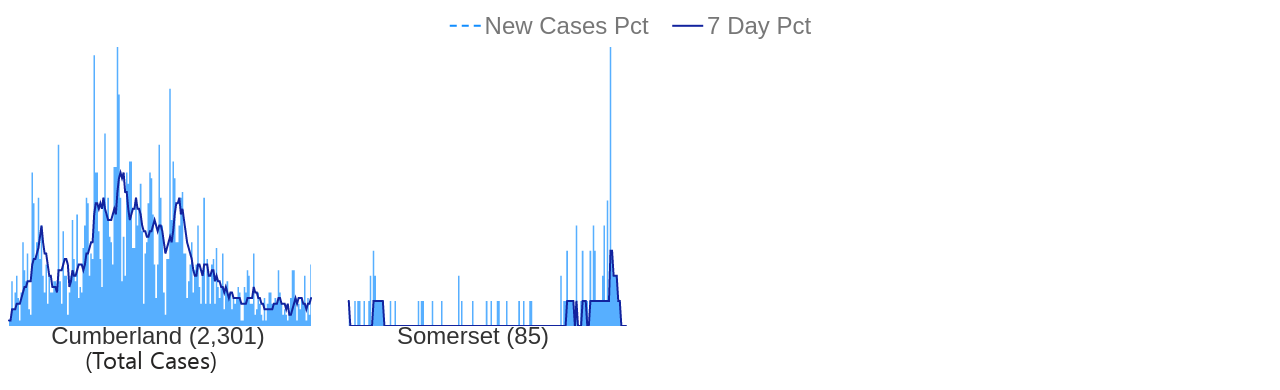 New Cases Pct 7 Day Pct
Cumberland (2,301) Somerset (85)
(Total Cases)